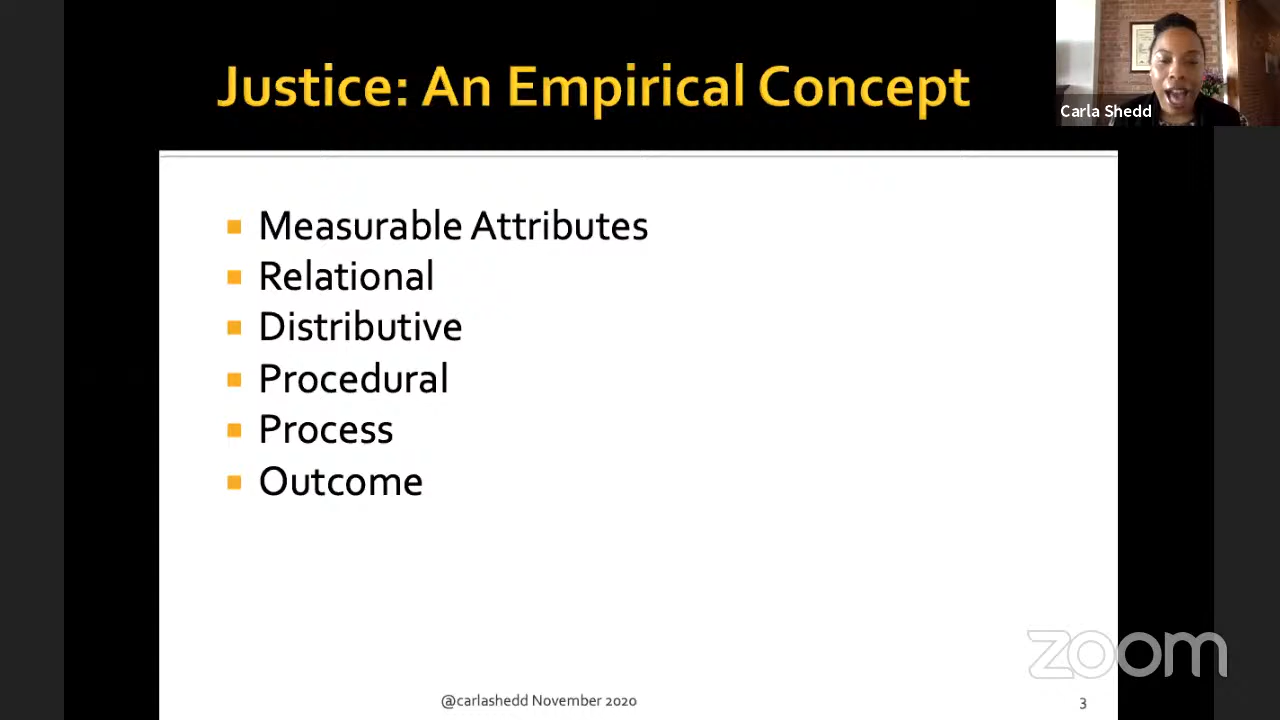 Justice: An Empirical Concept
Carla Shedd
Measurable Attributes
Relational
Distributive
Procedural
Process
Outcome
zoom
@carlashedd November 2020
3